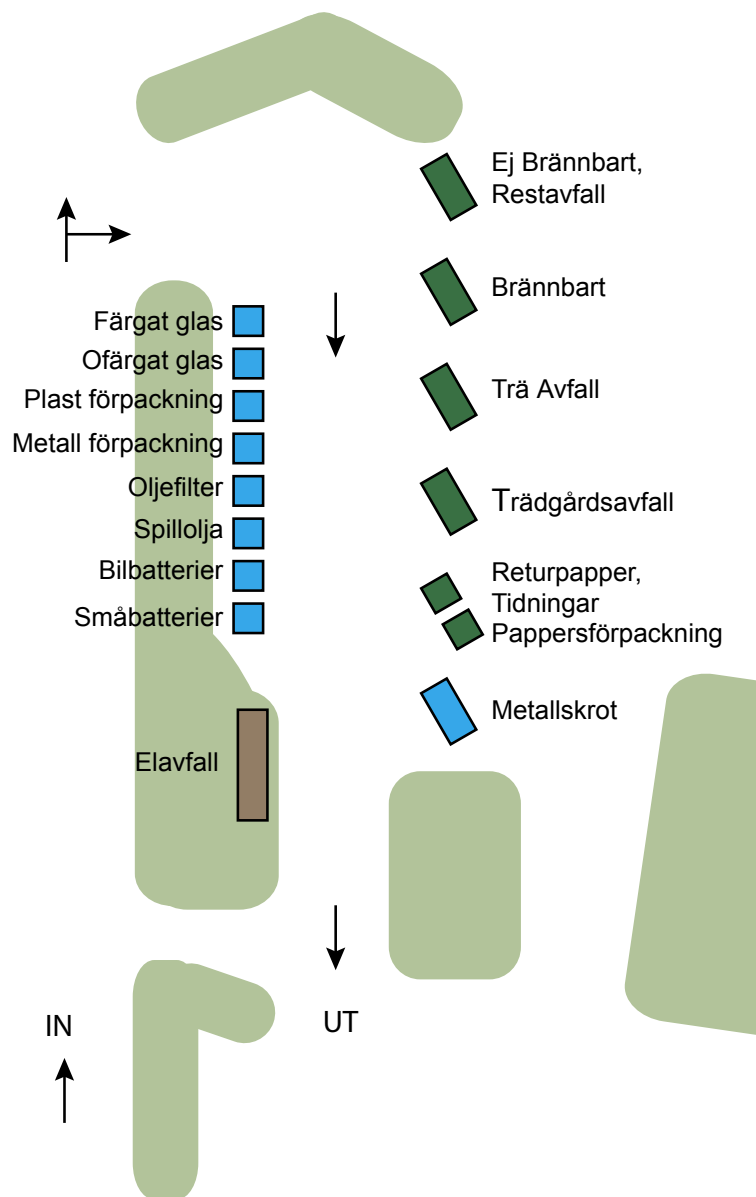 Ej Brännbart,
Restavfall
Brännbart
Färgat glas
Ofärgat glas
Plast förpackning
Metall förpackning
Oljefilter
Spillolja
Bilbatterier
Småbatterier
Trä Avfall
Trädgårdsavfall
Returpapper,
Tidningar
Pappersförpackning
Metallskrot
Elavfall
IN
UT